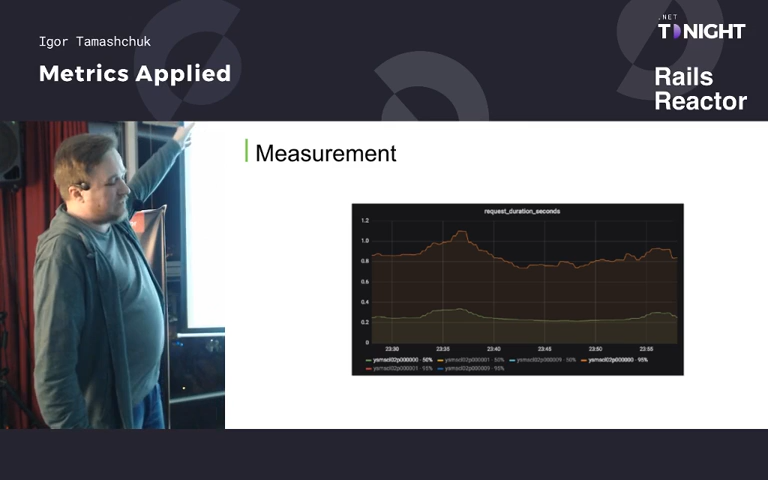 Igor Tamashchuk
Metrics Applied
.NET
TONIGHT
Rails
Reactor
Measurement
request_duration_seconds
1.2
1.0
0.8
0.6
0.4
0.2
0
23:30 23:35 23:40 23:45 23:50 23:55